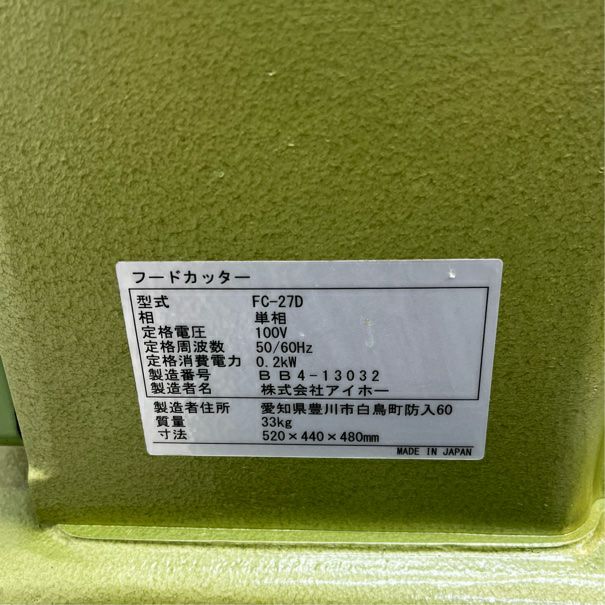 フードカッター
型式 FC-27D
相 単相
定格電圧 100V
定格周波数 50/60Hz
定格消費電力 0.2kW
製造番号 BB4-13032
製造者名 株式会社アイホー
製造者住所 愛知県豊川市白鳥町防入60
質量 33kg
寸法 520×440×480mm
MADE IN JAPAN